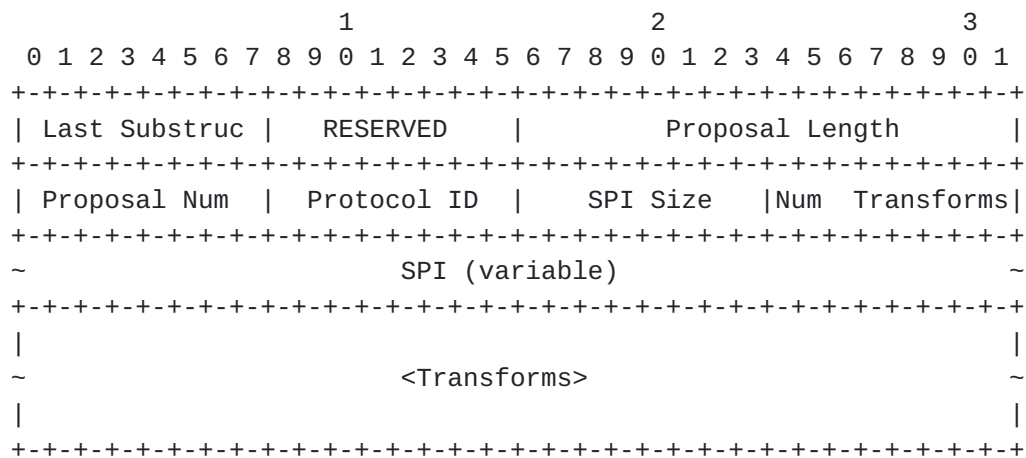 1                   2                   3
 0 1 2 3 4 5 6 7 8 9 0 1 2 3 4 5 6 7 8 9 0 1 2 3 4 5 6 7 8 9 0 1
+-+-+-+-+-+-+-+-+-+-+-+-+-+-+-+-+-+-+-+-+-+-+-+-+-+-+-+-+-+-+-+-+
| Last Substruc |   RESERVED    |         Proposal Length       |
+-+-+-+-+-+-+-+-+-+-+-+-+-+-+-+-+-+-+-+-+-+-+-+-+-+-+-+-+-+-+-+-+
| Proposal Num  |  Protocol ID  |    SPI Size   |Num  Transforms|
+-+-+-+-+-+-+-+-+-+-+-+-+-+-+-+-+-+-+-+-+-+-+-+-+-+-+-+-+-+-+-+-+
~                        SPI (variable)                         ~
+-+-+-+-+-+-+-+-+-+-+-+-+-+-+-+-+-+-+-+-+-+-+-+-+-+-+-+-+-+-+-+-+
|                                                               |
~                        <Transforms>                           ~
|                                                               |
+-+-+-+-+-+-+-+-+-+-+-+-+-+-+-+-+-+-+-+-+-+-+-+-+-+-+-+-+-+-+-+-+